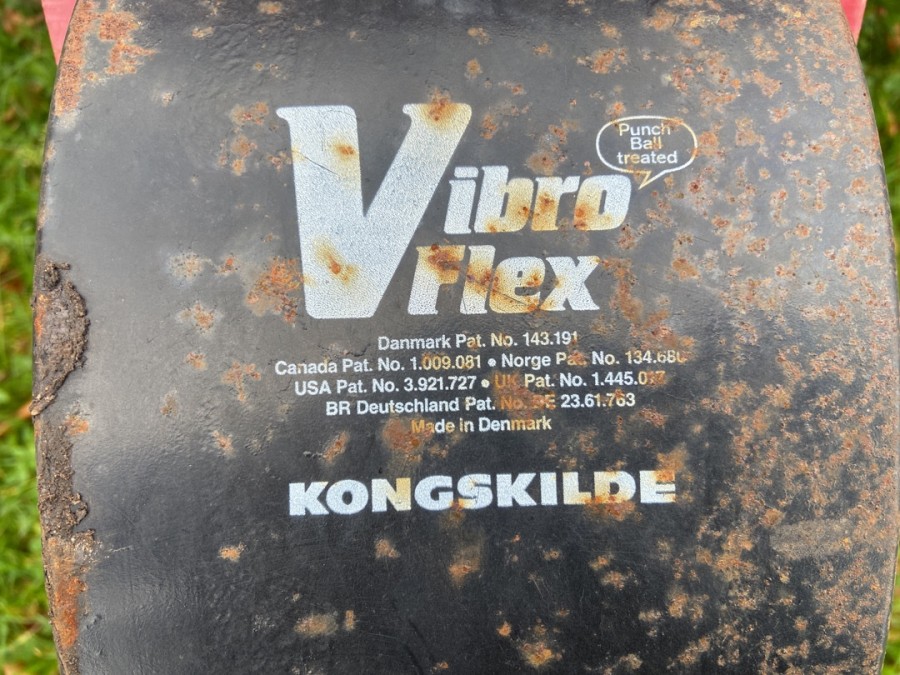 Vibro
Flex
Punch
Ball
treated
Danmark Pat. No. 143.191
Canada Pat. No. 1.009.081 • Norge Pat. No.
USA Pat. No. 3.921.727 • UK Pat. No.
BR Deutschland Pat. No. DE 23.61.763
Made in Denmark
KONGSKILDE